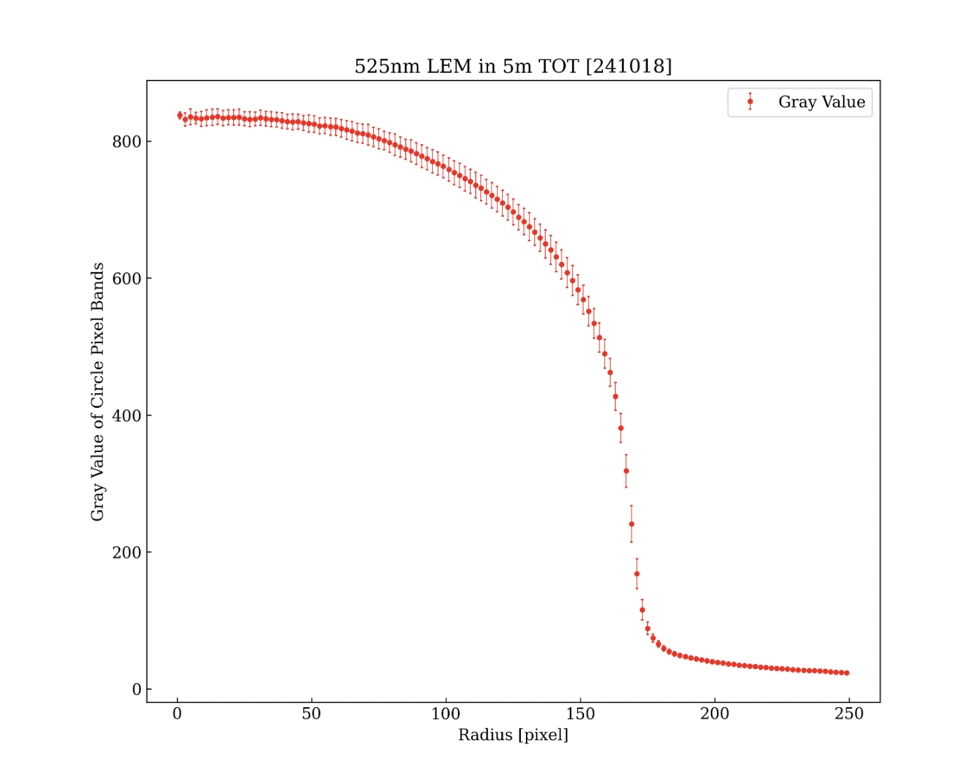 525nm LEM in 5m TOT [241018]
Gray Value
Gray Value of Circle Pixel Bands
800
600
400
200
0
0 50 100 150 200 250
Radius [pixel]